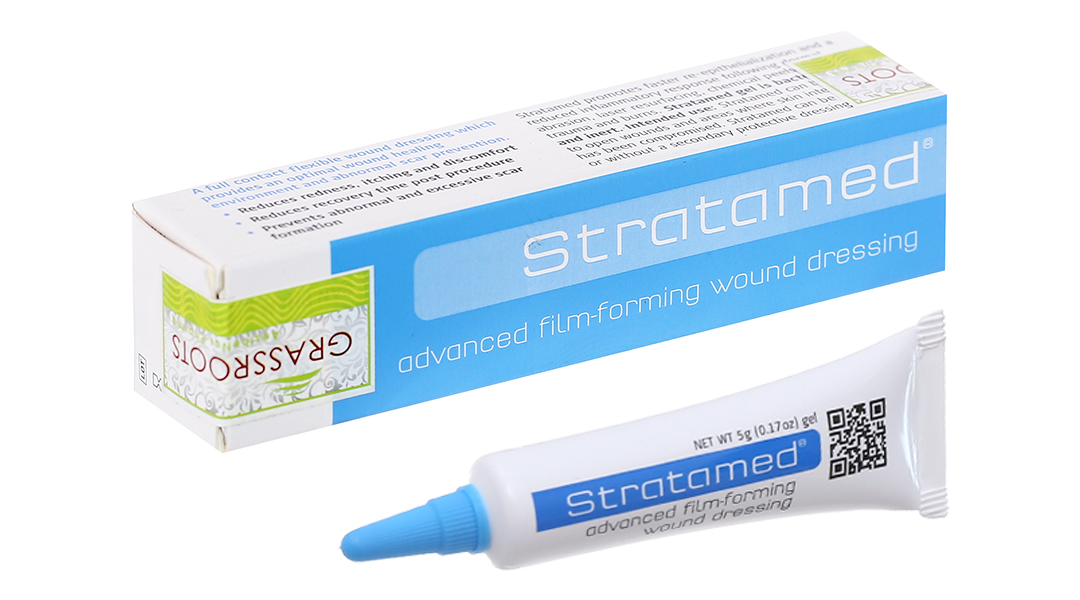 A full contact flexible wound dressing which
provides an optimal wound healing
environment and abnormal scar prevention.
• Reduces redness, itching and discomfort
• Reduces recovery time post procedure
• Prevents abnormal and excessive scar
formation
Stratamed promotes faster re-epithelialization and a
reduced inflammatory response following
abrasion, laser resurfacing, chemical peels
trauma and burns. Stratamed gel is bact
and inert. Intended use: Stratamed can
to open wounds and areas where skin inte
has been compromised. Stratamed can be
or without a secondary protective dressing
OOTS
Stratamed®
advanced film-forming wound dressing
GRASSROOTS
NET WT 5g (0.17oz) gel
Stratamed®
advanced film-forming
wound dressing